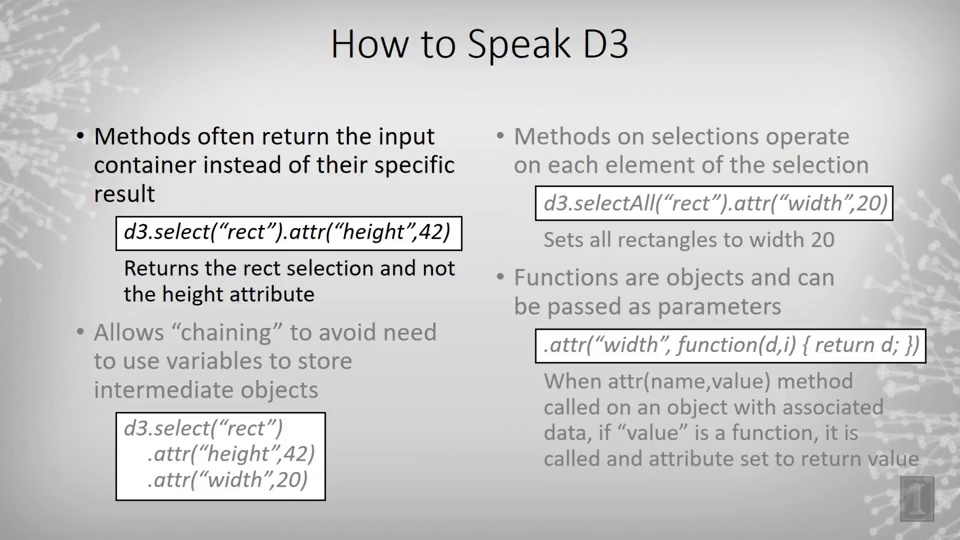 How to Speak D3
• Methods often return the input
container instead of their specific
result
d3.select(“rect”).attr(“height”,42)
Returns the rect selection and not
the height attribute
• Allows “chaining” to avoid need
to use variables to store
intermediate objects
d3.select(“rect”)
.attr(“height”,42)
.attr(“width”,20)
• Methods on selections operate
on each element of the selection
d3.selectAll(“rect”).attr(“width”,20)
Sets all rectangles to width 20
• Functions are objects and can
be passed as parameters
.attr(“width”, function(d,i) { return d; })
When attr(name,value) method
called on an object with associated
data, if “value” is a function, it is
called and attribute set to return value